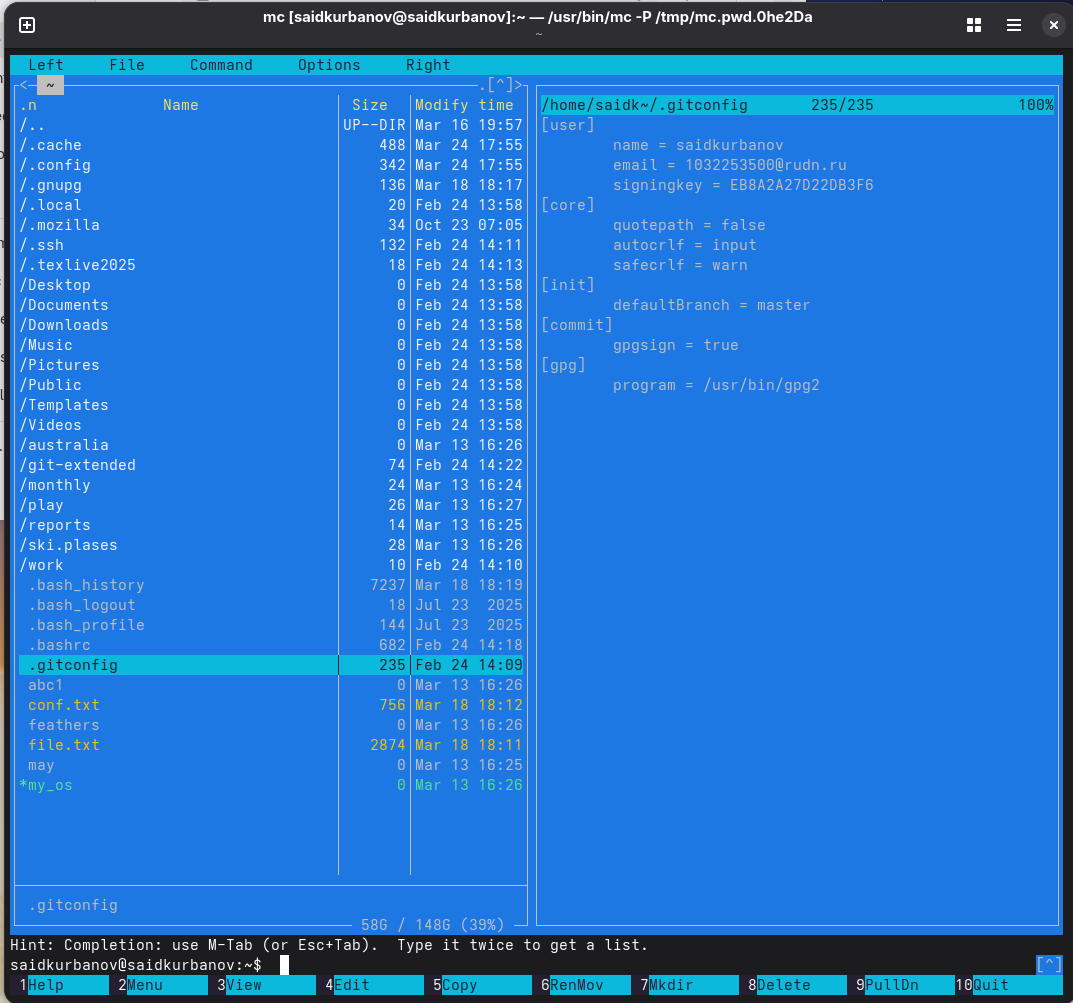 mc [saidkurbanov@saidkurbanov]:~ — /usr/bin/mc -P /tmp/mc.pwd.0he2Da
~
Left File Command Options Right
<─ ~ .[^]>
.n Name Size Modify time
/.. UP--DIR Mar 16 19:57
/.cache 488 Mar 24 17:55
/.config 342 Mar 24 17:55
/.gnupg 136 Mar 18 18:17
/.local 20 Feb 24 13:58
/.mozilla 34 Oct 23 07:05
/.ssh 132 Feb 24 14:11
/.texlive2025 18 Feb 24 14:13
/Desktop 0 Feb 24 13:58
/Documents 0 Feb 24 13:58
/Downloads 0 Feb 24 13:58
/Music 0 Feb 24 13:58
/Pictures 0 Feb 24 13:58
/Public 0 Feb 24 13:58
/Templates 0 Feb 24 13:58
/Videos 0 Feb 24 13:58
/australia 0 Mar 13 16:26
/git-extended 74 Feb 24 14:22
/monthly 24 Mar 13 16:24
/play 26 Mar 13 16:27
/reports 14 Mar 13 16:25
/ski.plases 28 Mar 13 16:26
/work 10 Feb 24 14:10
.bash_history 7237 Mar 18 18:19
.bash_logout 18 Jul 23 2025
.bash_profile 144 Jul 23 2025
.bashrc 682 Feb 24 14:18
.gitconfig 235 Feb 24 14:09
abc1 0 Mar 13 16:26
conf.txt 756 Mar 18 18:12
feathers 0 Mar 13 16:26
file.txt 2874 Mar 18 18:11
may 0 Mar 13 16:25
*my_os 0 Mar 13 16:26
.gitconfig
58G / 148G (39%)
/home/saidk~/.gitconfig 235/235 100%
[user]
name = saidkurbanov
email = 1032253500@rudn.ru
signingkey = EB8A2A27D22DB3F6
[core]
quotepath = false
autocrlf = input
safecrlf = warn
[init]
defaultBranch = master
[commit]
gpgsign = true
[gpg]
program = /usr/bin/gpg2
Hint: Completion: use M-Tab (or Esc+Tab).  Type it twice to get a list.
saidkurbanov@saidkurbanov:~$ [^]
1Help 2Menu 3View 4Edit 5Copy 6RenMov 7Mkdir 8Delete 9PullDn 10Quit